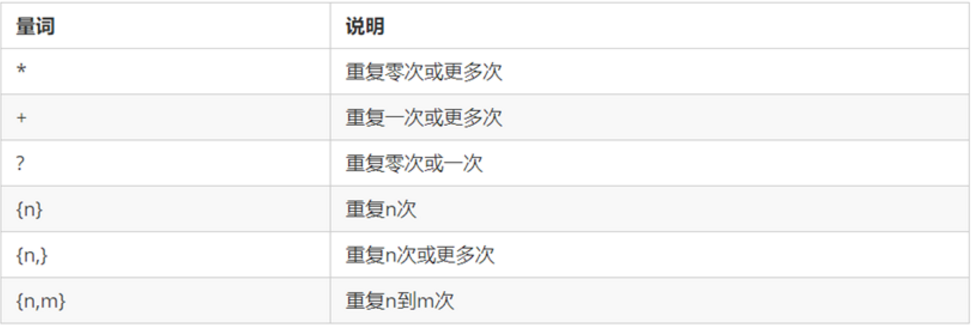 量词 说明
* 重复零次或更多次
+ 重复一次或更多次
? 重复零次或一次
{n} 重复n次
{n,} 重复n次或更多次
{n,m} 重复n到m次